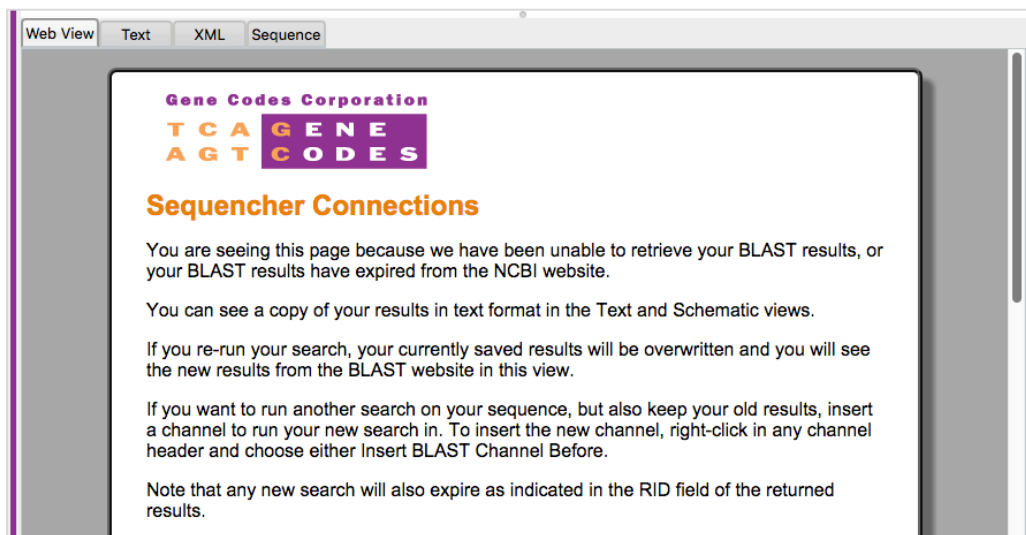 Web View Text XML Sequence
Gene Codes Corporation
T C A G E N E
A G T C O D E S
Sequencher Connections
You are seeing this page because we have been unable to retrieve your BLAST results, or
your BLAST results have expired from the NCBI website.
You can see a copy of your results in text format in the Text and Schematic views.
If you re-run your search, your currently saved results will be overwritten and you will see
the new results from the BLAST website in this view.
If you want to run another search on your sequence, but also keep your old results, insert
a channel to run your new search in. To insert the new channel, right-click in any channel
header and choose either Insert BLAST Channel Before.
Note that any new search will also expire as indicated in the RID field of the returned
results.